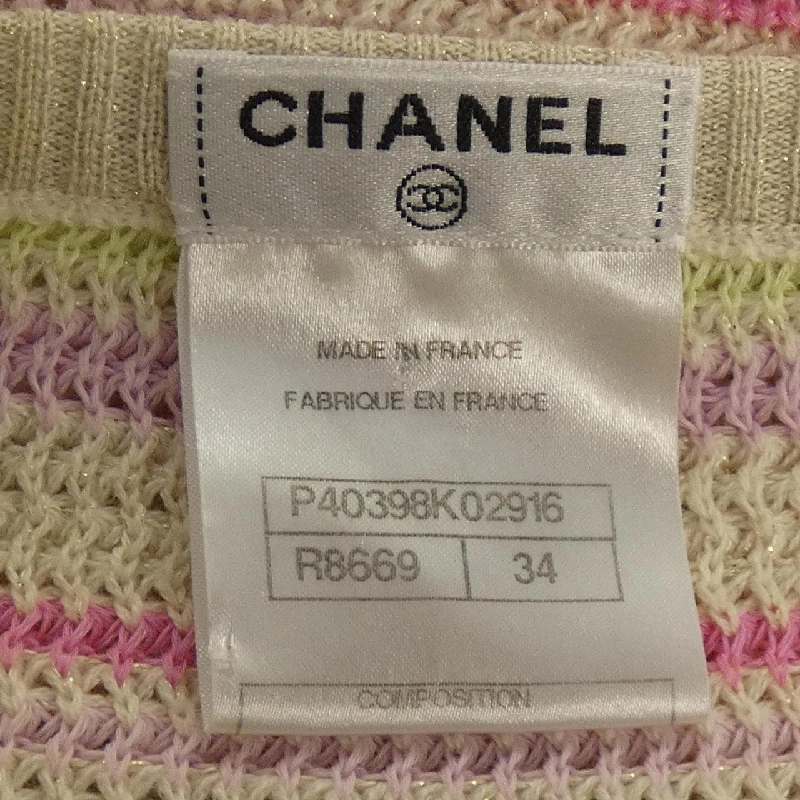 CHANEL
MADE IN FRANCE
FABRIQUE EN FRANCE
P40398K02916
R8669 34
COMPOSITION